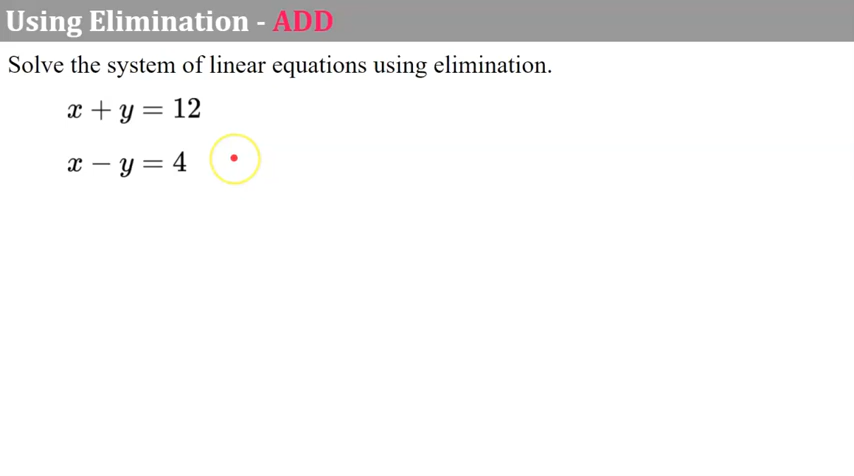 Using Elimination - ADD
Solve the system of linear equations using elimination.
x + y = 12
x − y = 4